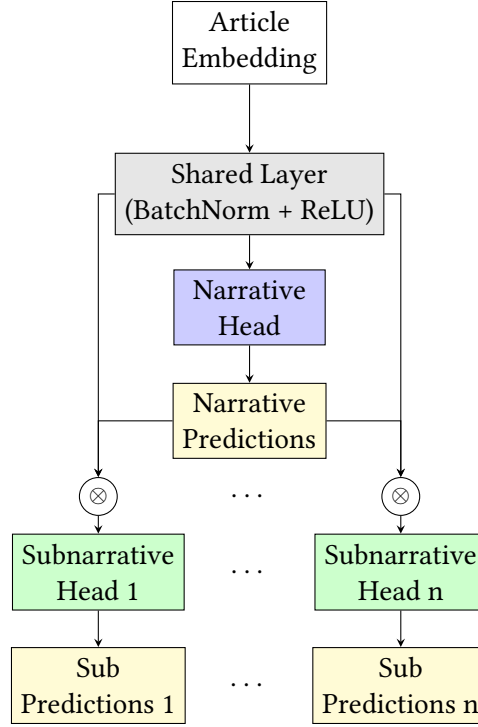 Article
Embedding
Shared Layer
(BatchNorm + ReLU)
Narrative
Head
Narrative
Predictions
⊗ . . . ⊗
Subnarrative
Head 1
. . .
Subnarrative
Head n
Sub
Predictions 1
. . .
Sub
Predictions n